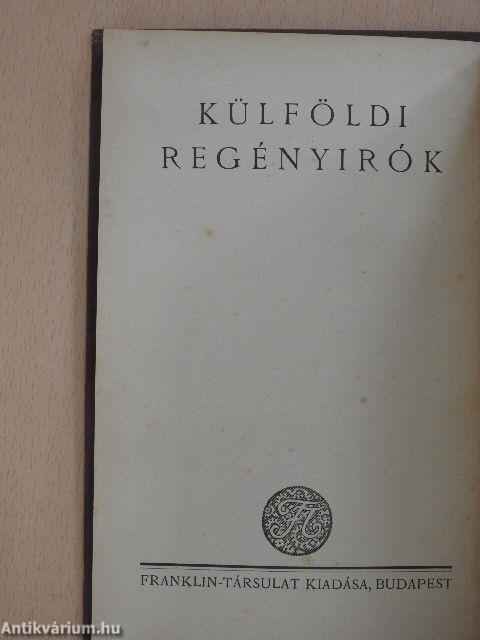 KÜLFÖLDI
REGÉNYIRÓK
FRANKLIN-TÁRSULAT KIADÁSA, BUDAPEST
Antikvárium.hu